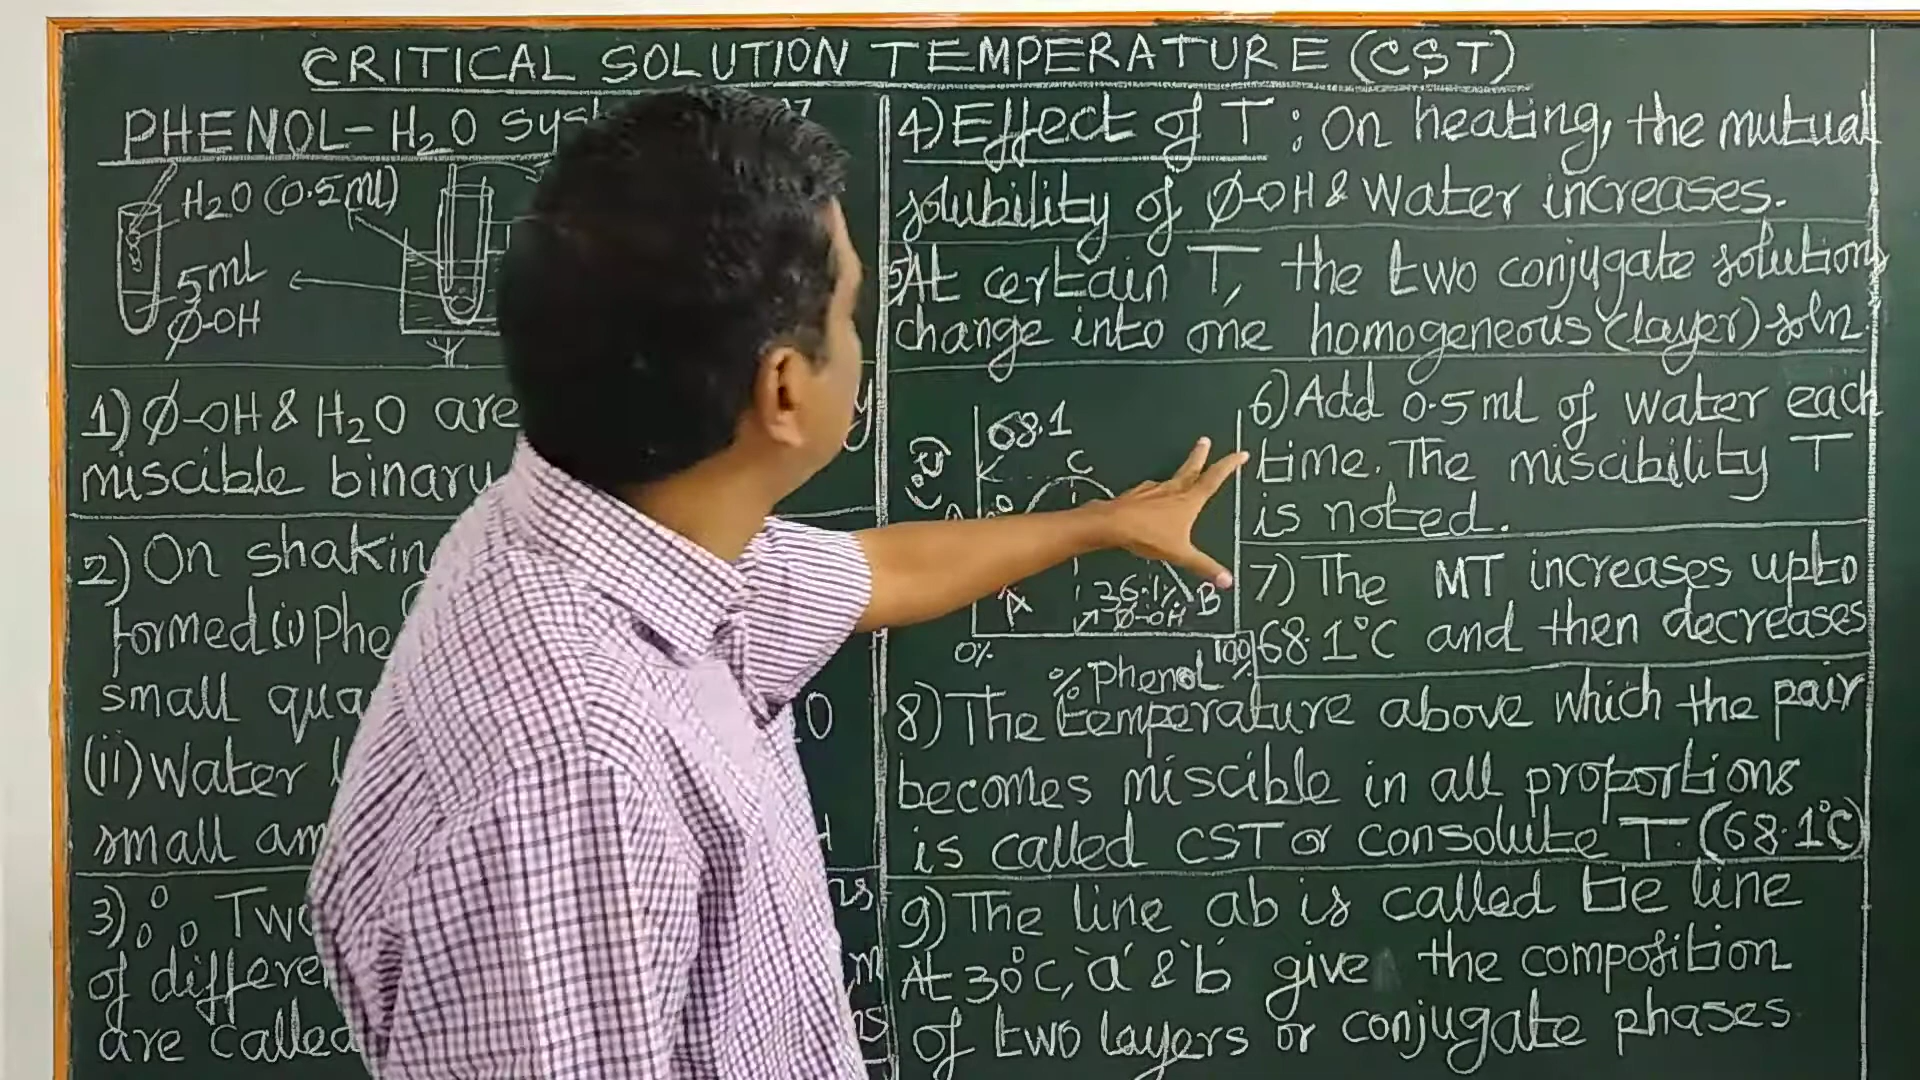 CRITICAL SOLUTION TEMPERATURE (CST)
PHENOL-H2O Sys
H2O (0.5ml)
5ml
Ø-OH
1) Ø-OH & H2O are
miscible binary
2) On shaking
formed (i) Phe
small qua
(ii) Water
small am
3) ∴ Two
of differe
are called
4) Effect of T : On heating, the mutual
solubility of Ø-OH & Water increases.
5) At certain T, the two conjugate solutions
change into one homogeneous (layer) soln.
68.1
(°C)
C
A
36.1%
Ø-OH
B
0%
100%
% Phenol
6) Add 0.5 ml of water each
time. The miscibility T
is noted.
7) The MT increases upto
68.1°C and then decreases
8) The temperature above which the pair
becomes miscible in all proportions
is called CST or consolute T. (68.1°C)
9) The line ab is called tie line
At 30°C, 'a' & 'b' give the composition
of two layers or conjugate phases